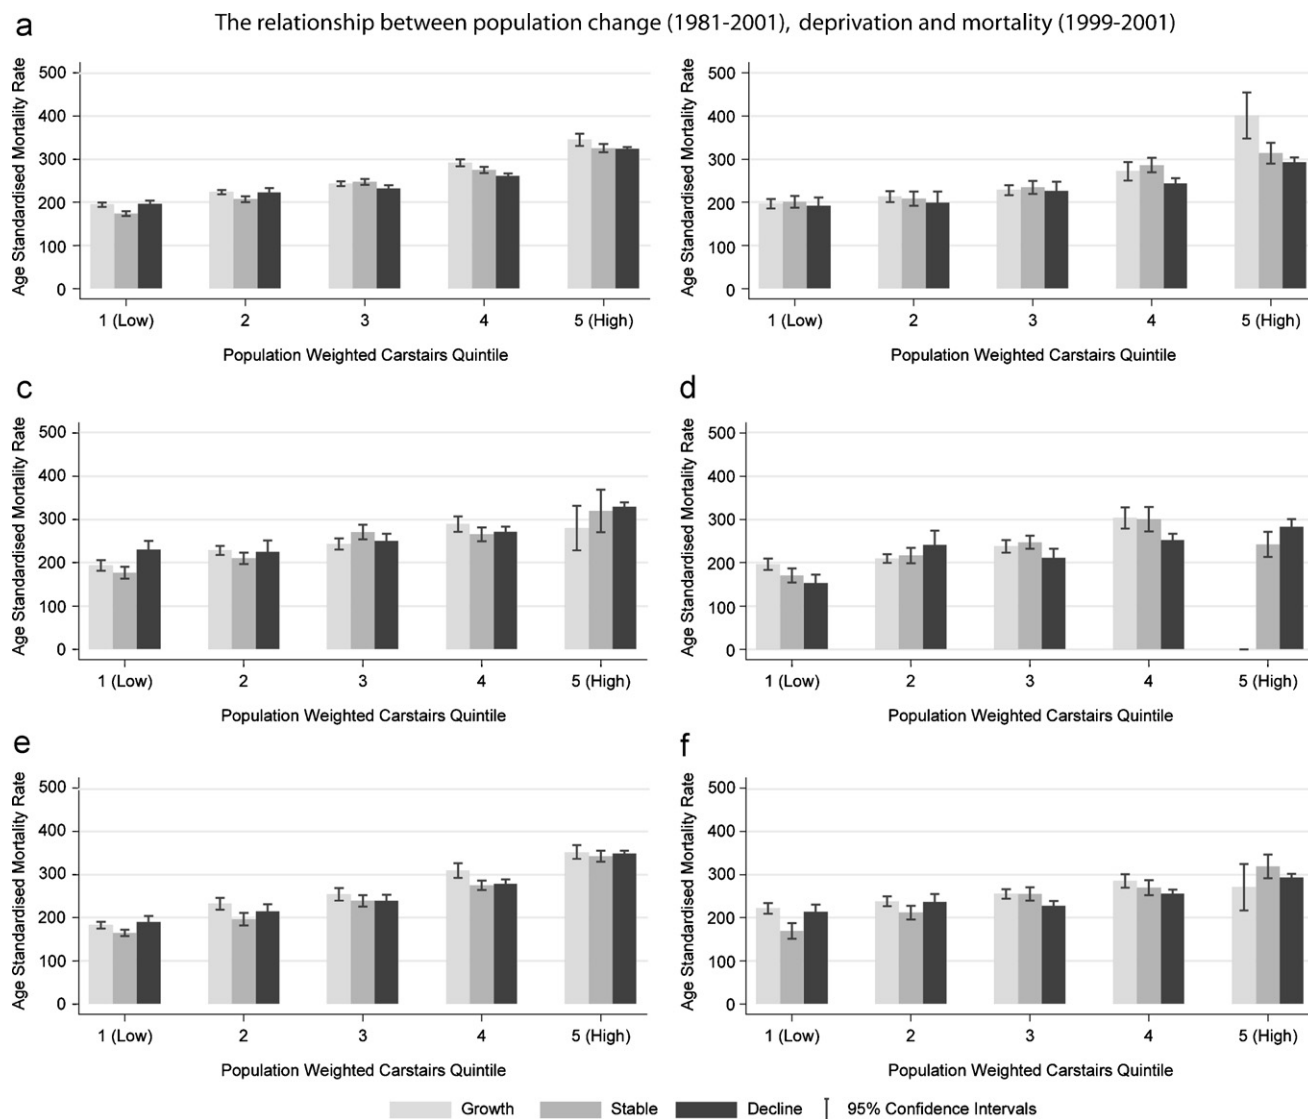 a
The relationship between population change (1981-2001), deprivation and mortality (1999-2001)
Age Standardised Mortality Rate
500
400
300
200
100
0
1 (Low) 2 3 4 5 (High)
Population Weighted Carstairs Quintile
Age Standardised Mortality Rate
500
400
300
200
100
0
1 (Low) 2 3 4 5 (High)
Population Weighted Carstairs Quintile
c
Age Standardised Mortality Rate
500
400
300
200
100
0
1 (Low) 2 3 4 5 (High)
Population Weighted Carstairs Quintile
d
Age Standardised Mortality Rate
500
400
300
200
100
0
1 (Low) 2 3 4 5 (High)
Population Weighted Carstairs Quintile
e
Age Standardised Mortality Rate
500
400
300
200
100
0
1 (Low) 2 3 4 5 (High)
Population Weighted Carstairs Quintile
f
Age Standardised Mortality Rate
500
400
300
200
100
0
1 (Low) 2 3 4 5 (High)
Population Weighted Carstairs Quintile
Growth Stable Decline 95% Confidence Intervals